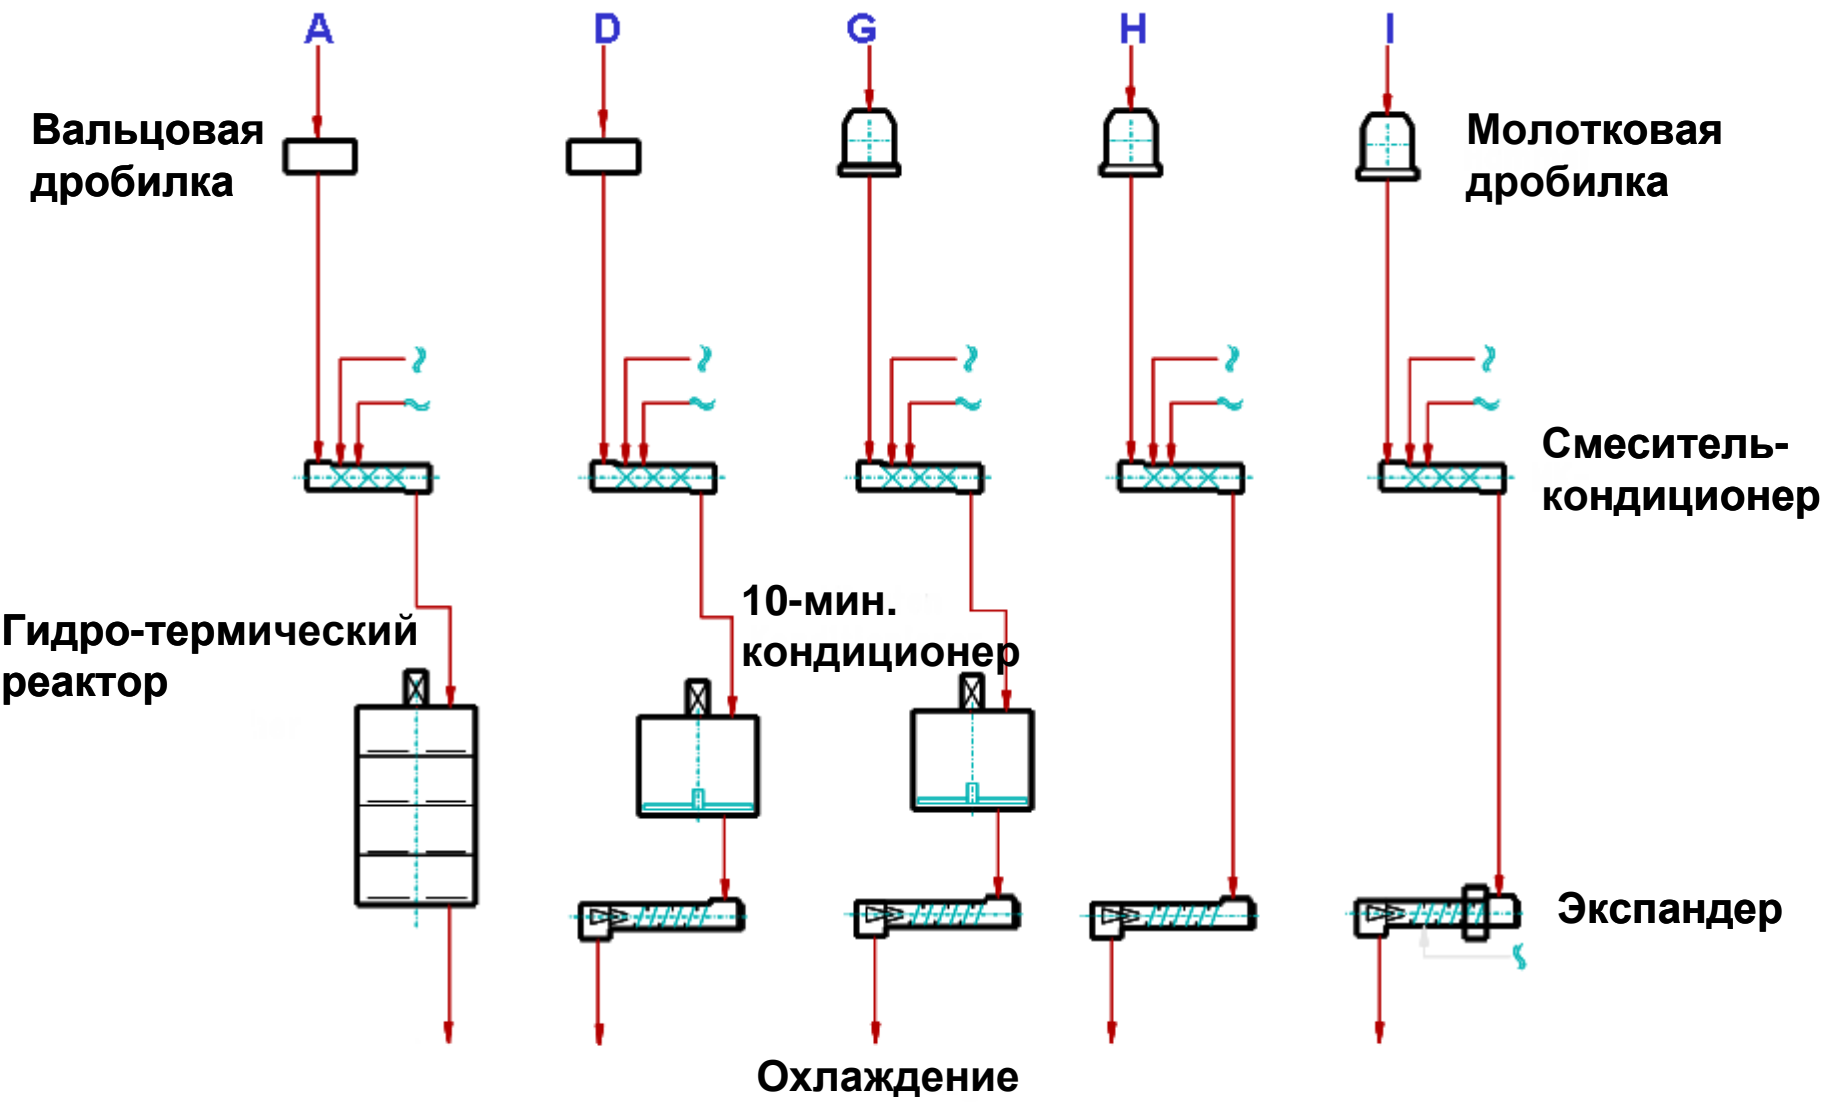 A D G H I
Вальцовая
дробилка
Молотковая
дробилка
Смеситель-
кондиционер
Гидро-термический
реактор
10-мин.
кондиционер
Экспандер
Охлаждение